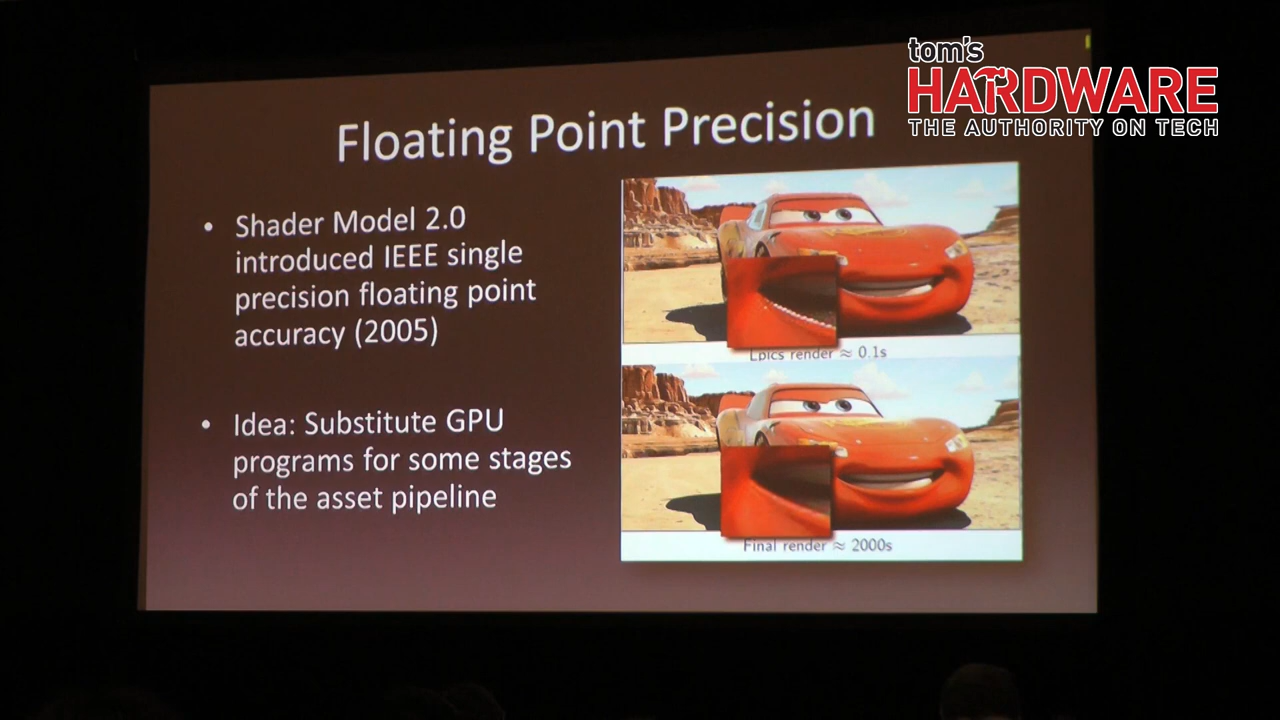 tom's
HARDWARE
THE AUTHORITY ON TECH
Floating Point Precision
• Shader Model 2.0
introduced IEEE single
precision floating point
accuracy (2005)
• Idea: Substitute GPU
programs for some stages
of the asset pipeline
Lpics render ≈ 0.1s
Final render ≈ 2000s